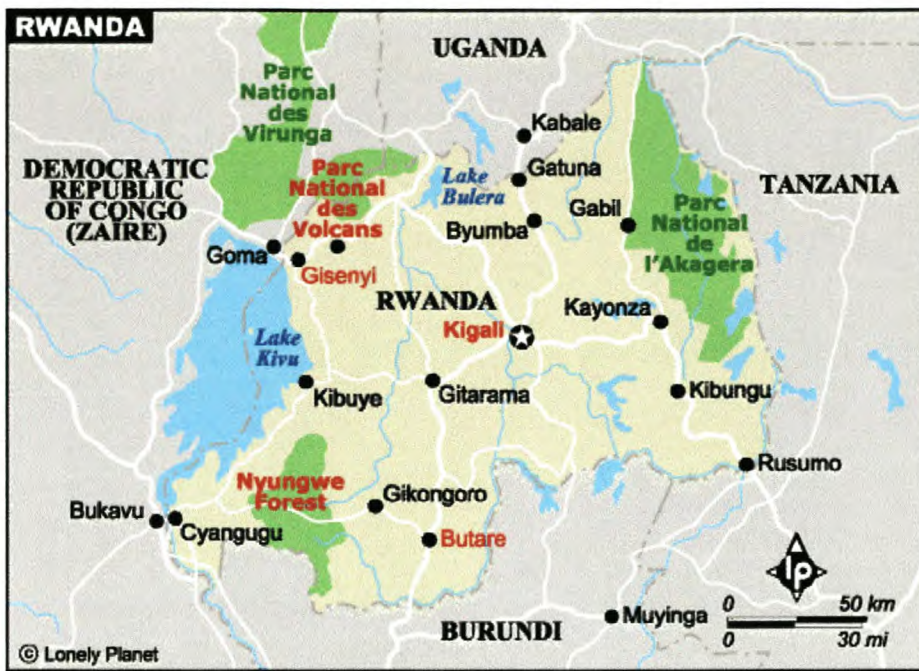 RWANDA
UGANDA
Parc
National
des
Virunga
Kabale
DEMOCRATIC
REPUBLIC
OF CONGO
(ZAIRE)
Parc
National
des
Volcans
Lake
Bulera
Gatuna
TANZANIA
Byumba
Gabil
Parc
National
de
l'Akagera
Goma
Gisenyi
RWANDA
Kigali
Kayonza
Lake
Kivu
Kibuye
Gitarama
Kibungu
Rusumo
Nyungwe
Forest
Gikongoro
Bukavu
Cyangugu
Butare
lp
0 50 km
0 30 mi
Muyinga
BURUNDI
© Lonely Planet